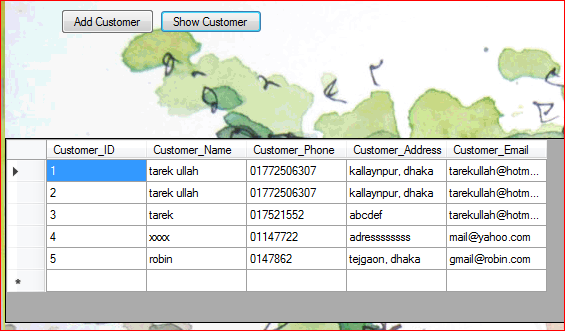 Add Customer Show Customer
Customer_ID Customer_Name Customer_Phone Customer_Address Customer_Email
1 tarek ullah 01772506307 kallaynpur, dhaka tarekullah@hotm...
2 tarek ullah 01772506307 kallaynpur, dhaka tarekullah@hotm...
3 tarek 017521552 abcdef tarekullah@hotm...
4 xxxx 01147722 adressssssss mail@yahoo.com
5 robin 0147862 tejgaon, dhaka gmail@robin.com